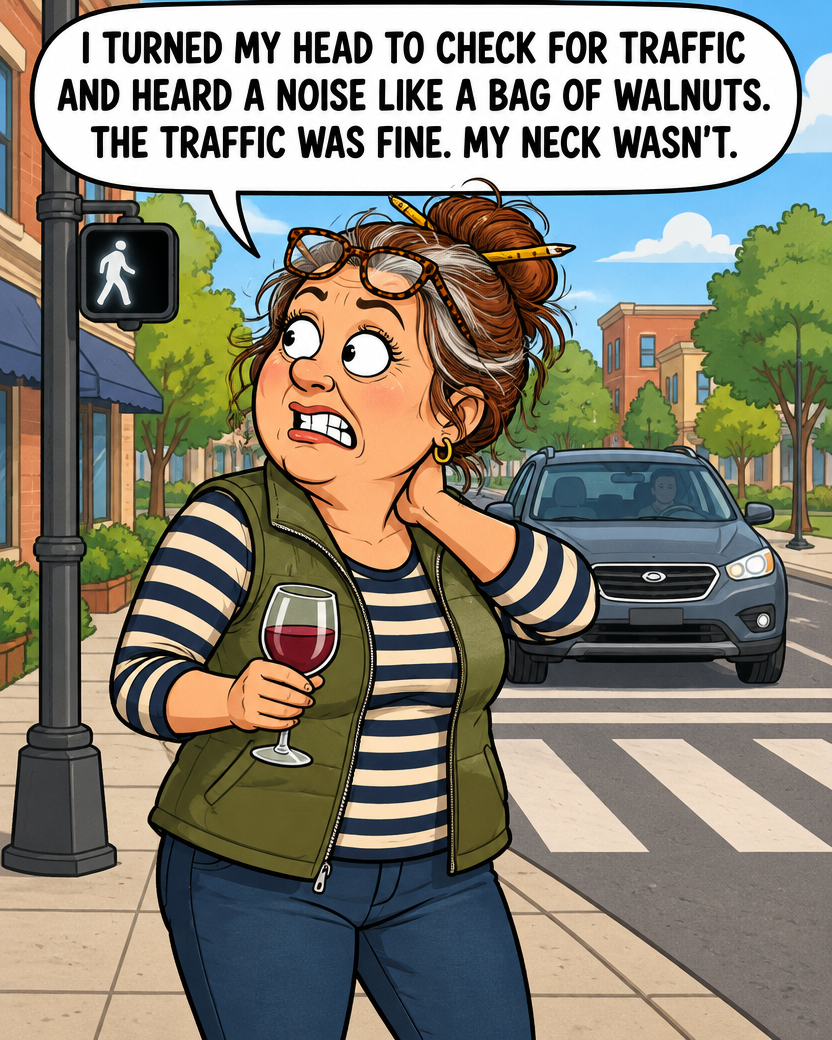 I TURNED MY HEAD TO CHECK FOR TRAFFIC
AND HEARD A NOISE LIKE A BAG OF WALNUTS.
THE TRAFFIC WAS FINE. MY NECK WASN'T.